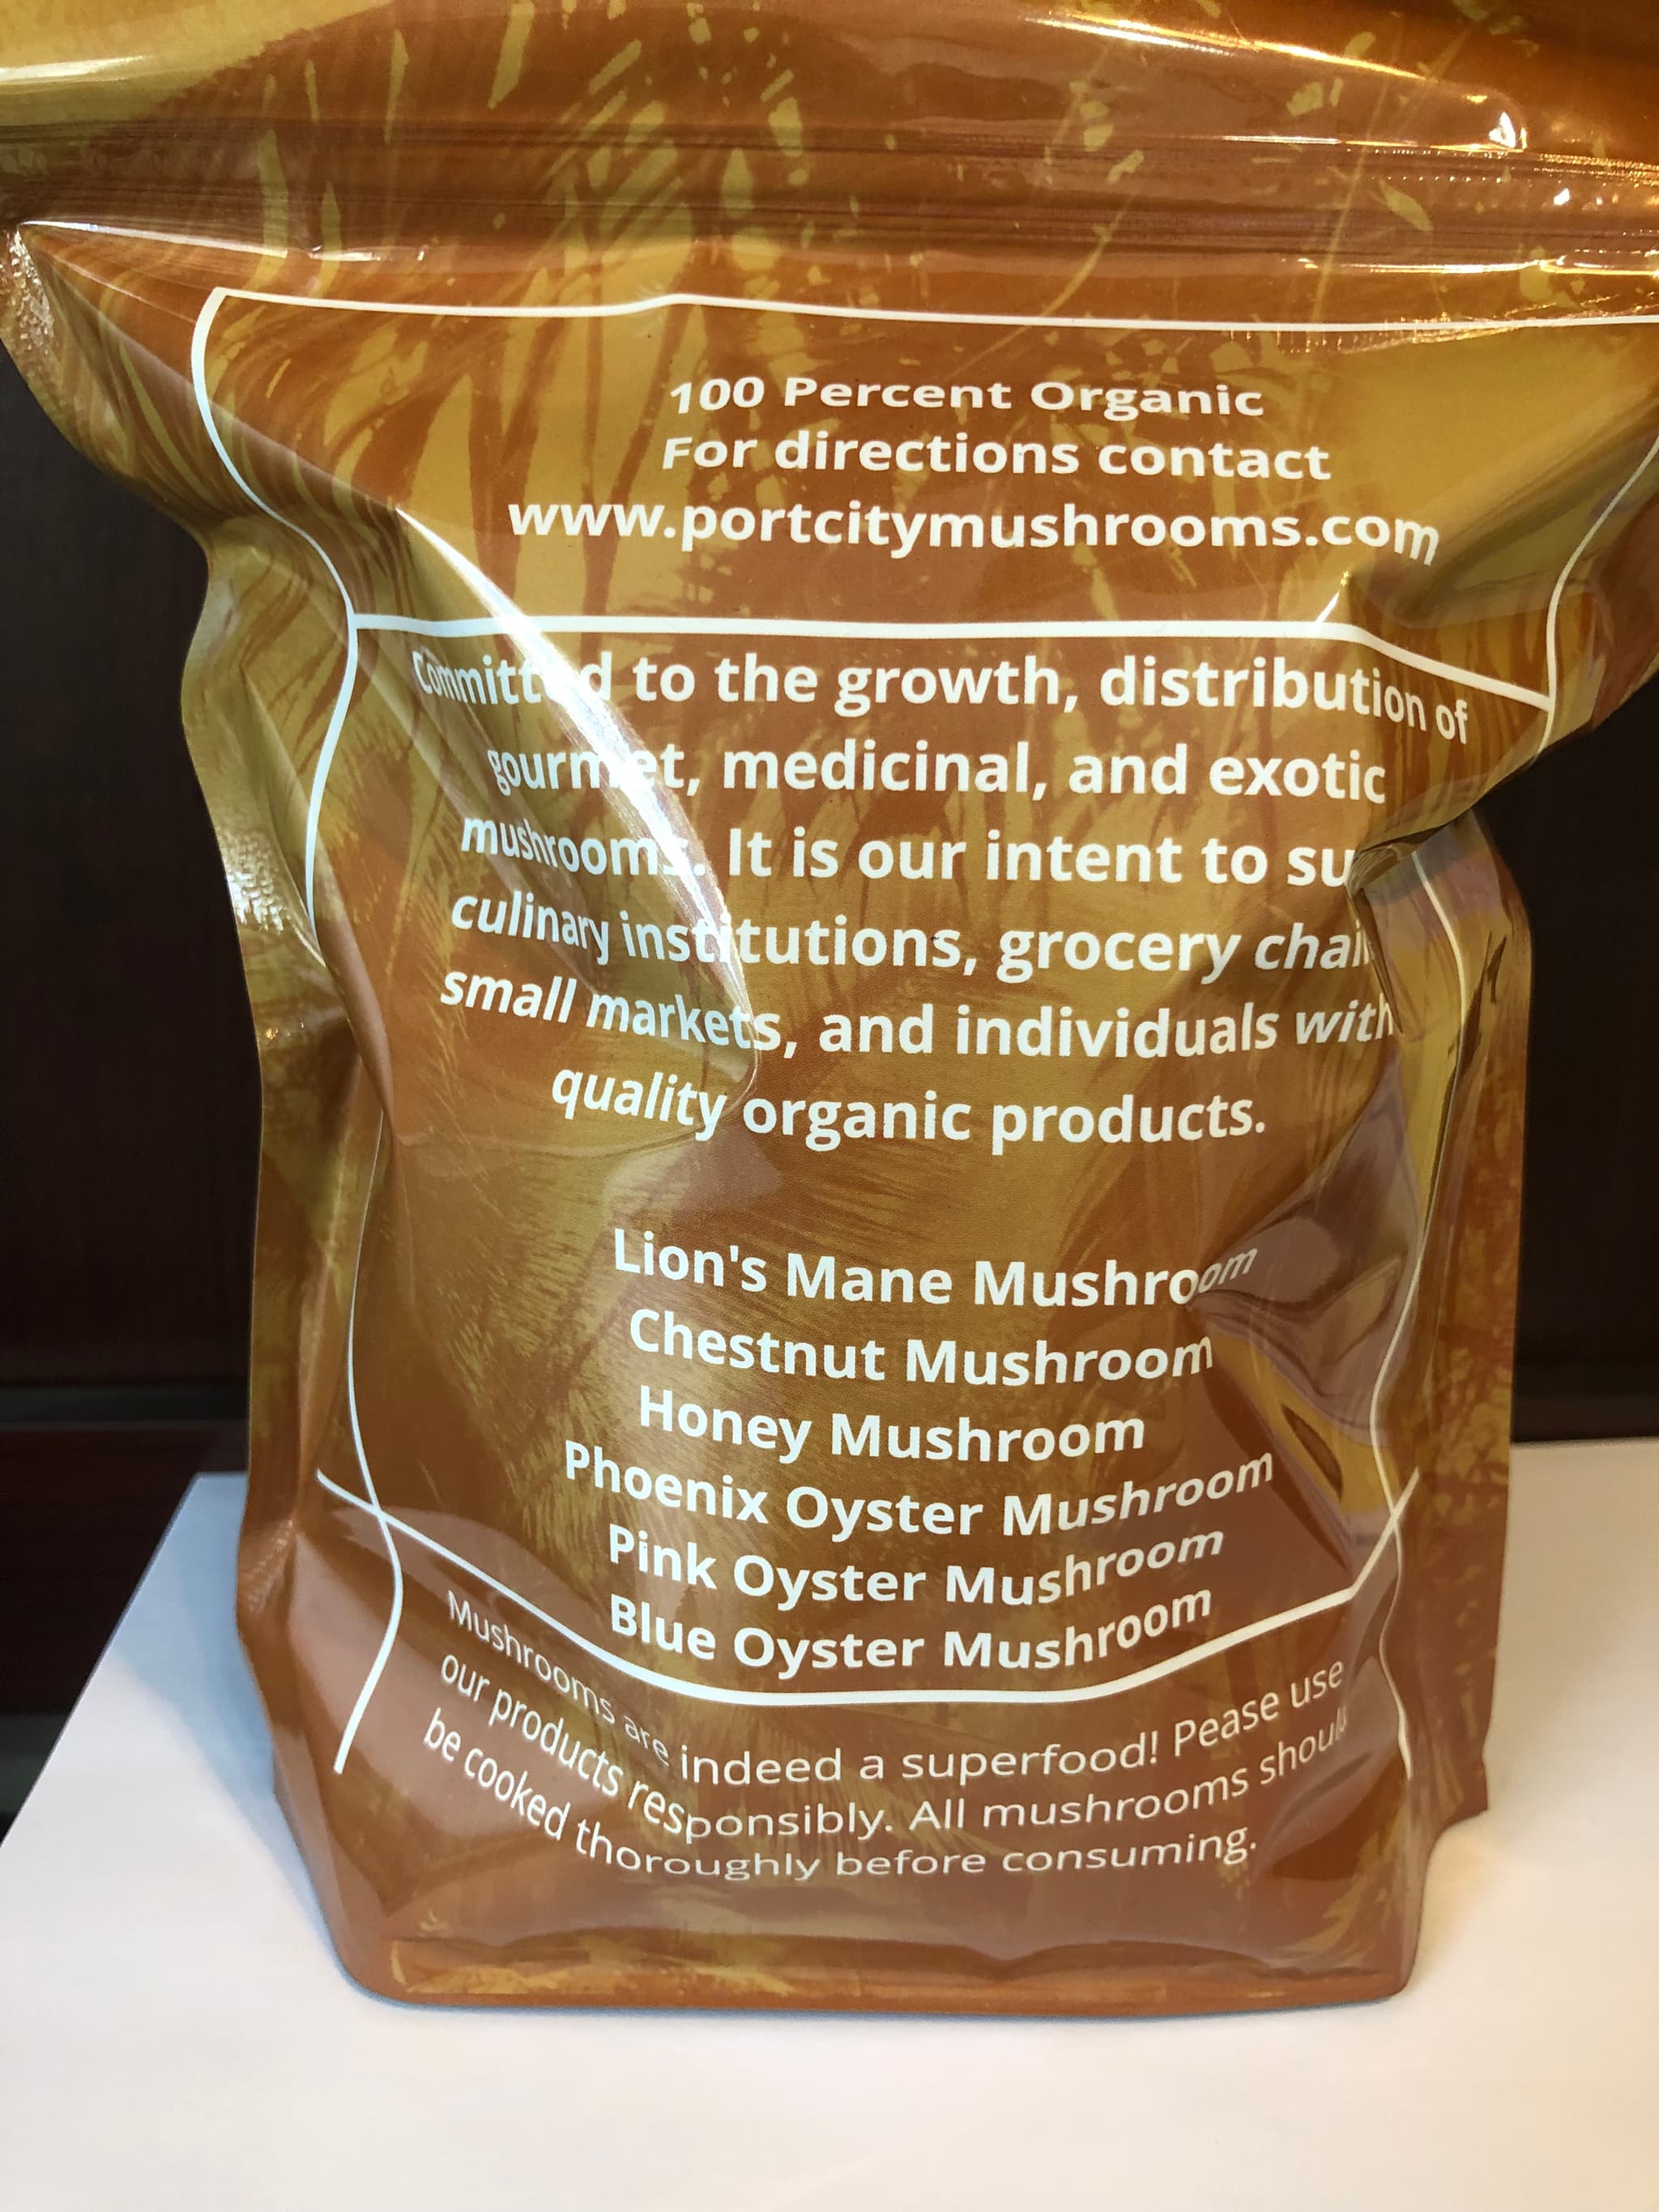 100 Percent Organic
For directions contact
www.portcitymushrooms.com
Committed to the growth, distribution of
gourmet, medicinal, and exotic
mushrooms. It is our intent to
culinary institutions, grocery
small markets, and individuals with
quality organic products.
Lion's Mane Mushroom
Chestnut Mushroom
Honey Mushroom
Phoenix Oyster Mushroom
Pink Oyster Mushroom
Blue Oyster Mushroom
Mushrooms are indeed a superfood! Pease use
our products responsibly. All mushrooms should
be cooked thoroughly before consuming.